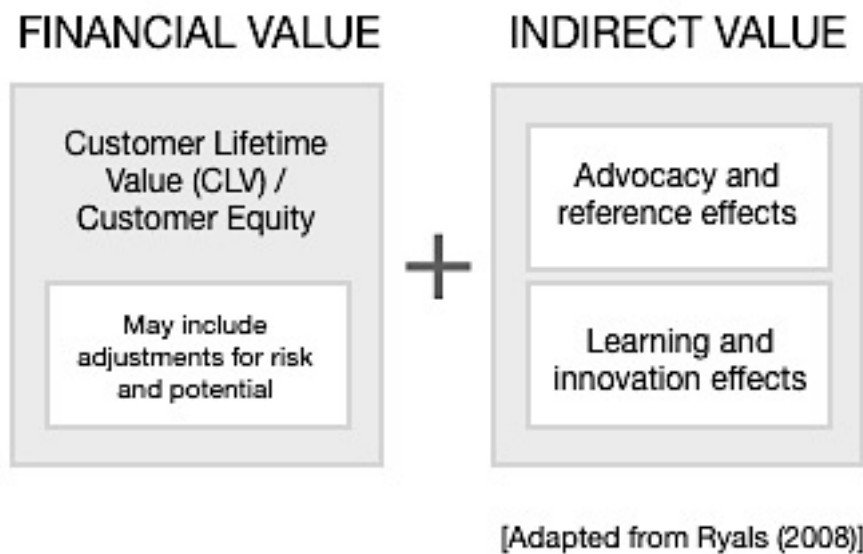 FINANCIAL VALUE
Customer Lifetime
Value (CLV) /
Customer Equity
May include
adjustments for risk
and potential
+
INDIRECT VALUE
Advocacy and
reference effects
Learning and
innovation effects
[Adapted from Ryals (2008)]